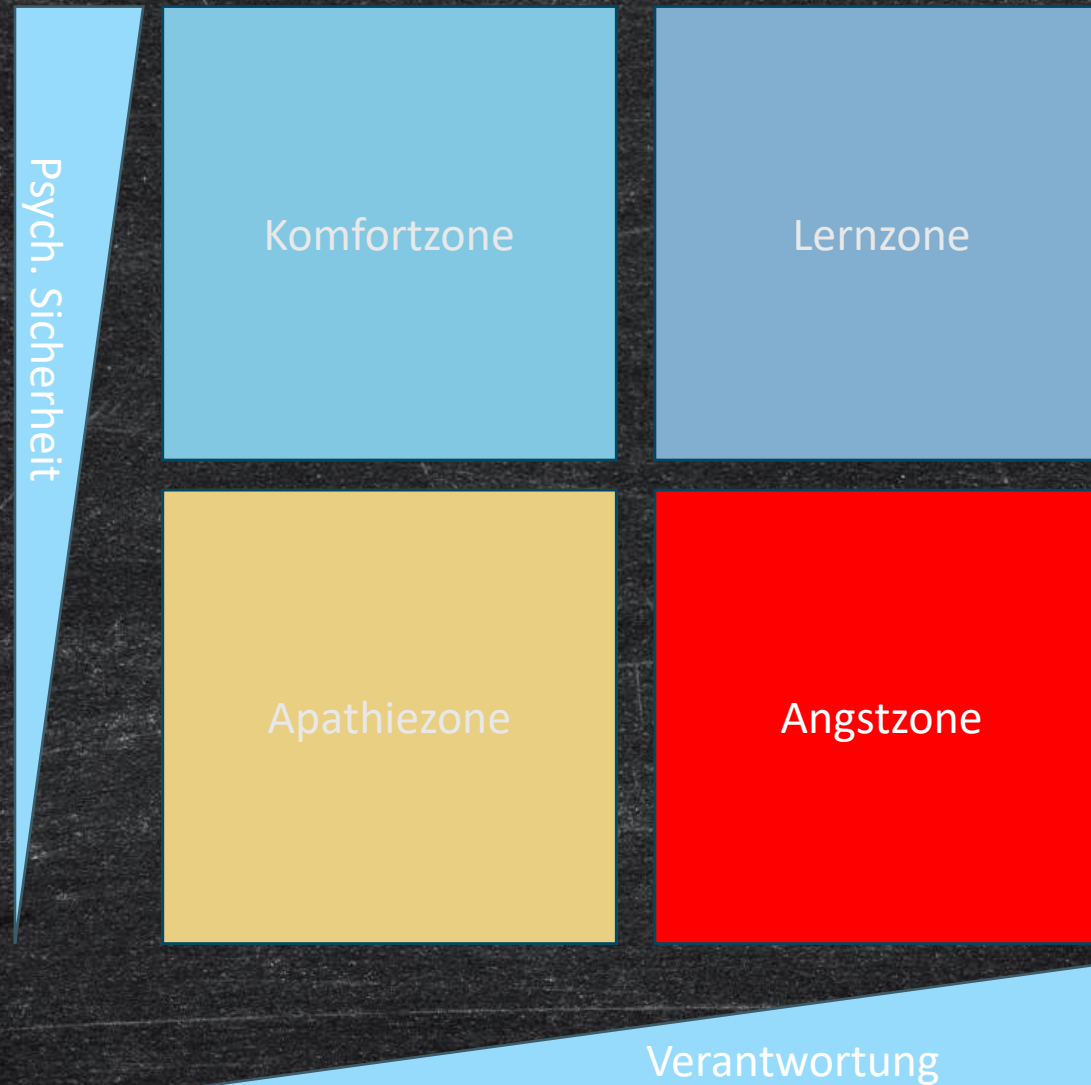 Psych. Sicherheit
Komfortzone
Lernzone
Apathiezone
Angstzone
Verantwortung